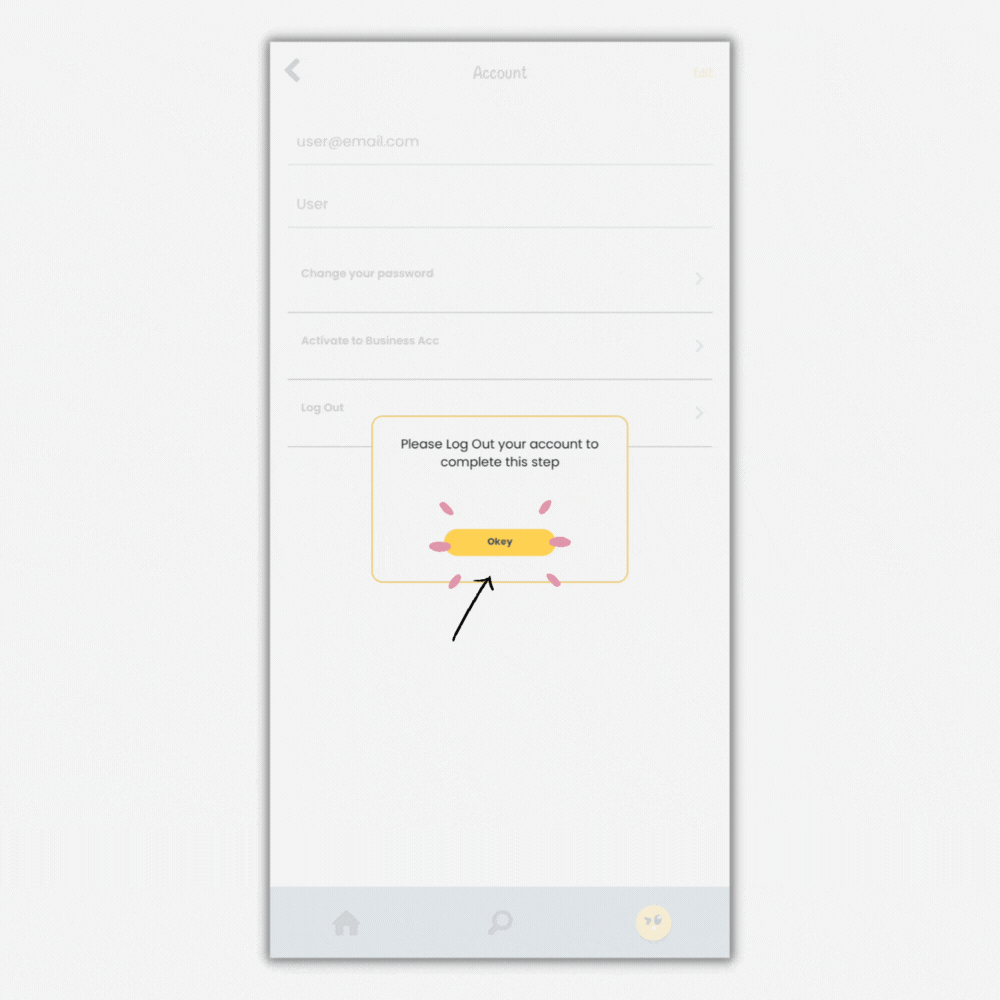 Account
Edit
user@email.com
User
Change your password
Activate to Business Acc
Log Out
Please Log Out your account to
complete this step
Okey